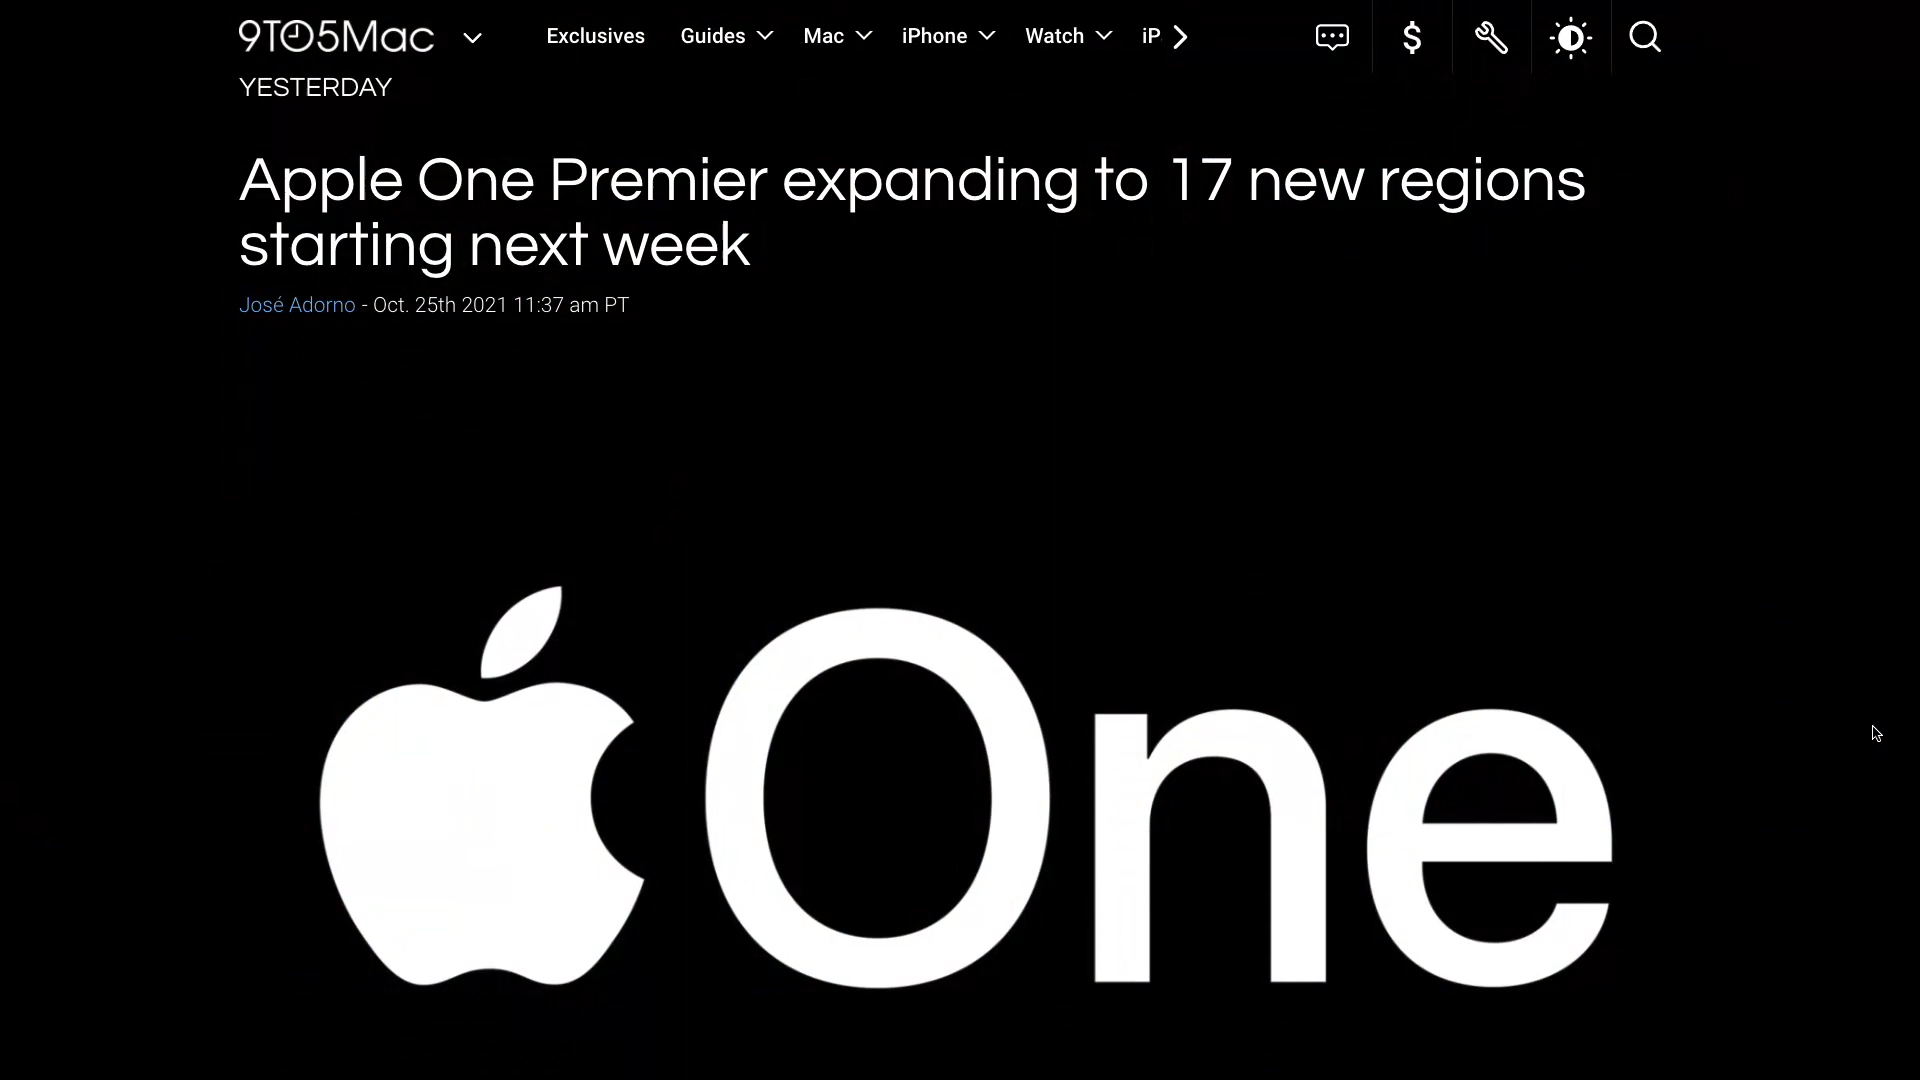 9TO5Mac Exclusives Guides Mac iPhone Watch iP $
YESTERDAY
Apple One Premier expanding to 17 new regions
starting next week
José Adorno - Oct. 25th 2021 11:37 am PT
One